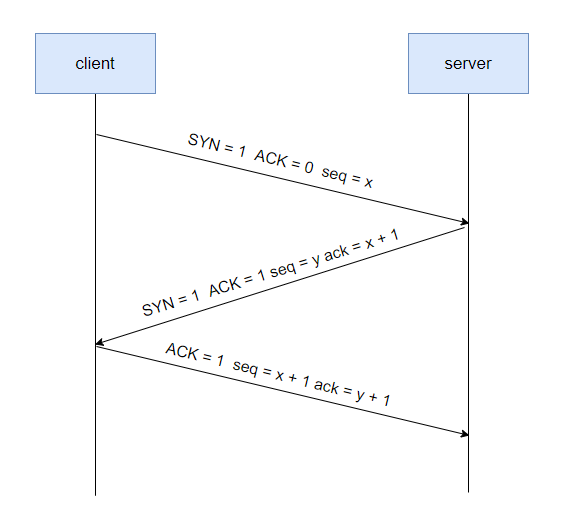 client
server
SYN = 1 ACK = 0 seq = x
SYN = 1 ACK = 1 seq = y ack = x + 1
ACK = 1 seq = x + 1 ack = y + 1